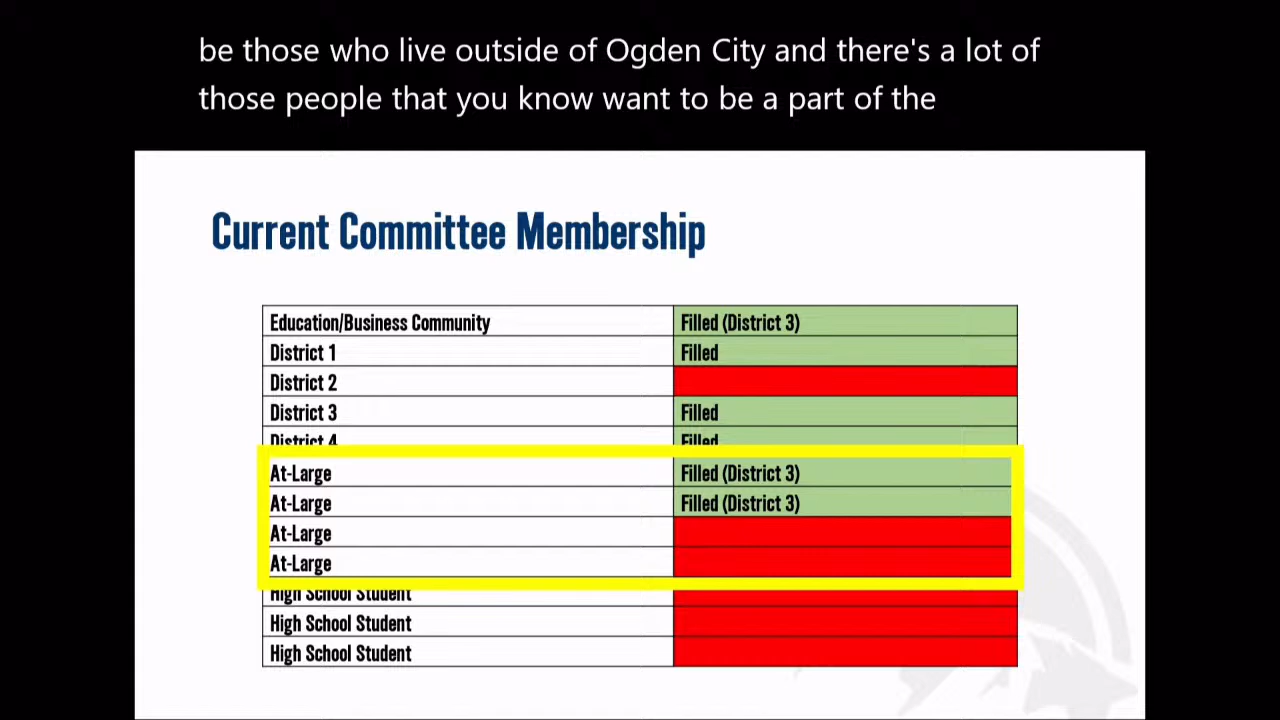 be those who live outside of Ogden City and there's a lot of
those people that you know want to be a part of the
Current Committee Membership
Education/Business Community Filled (District 3)
District 1 Filled
District 2
District 3 Filled
District 4 Filled
At-Large Filled (District 3)
At-Large Filled (District 3)
At-Large
At-Large
High School Student
High School Student
High School Student